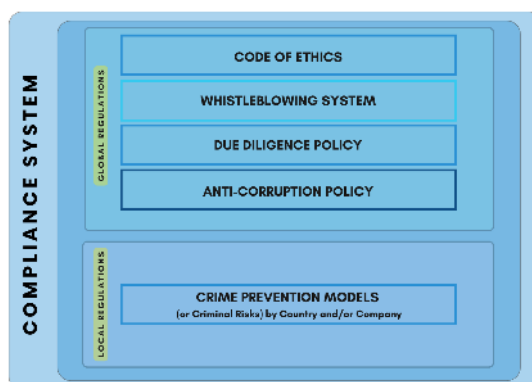 COMPLIANCE SYSTEM
GLOBAL REGULATIONS
CODE OF ETHICS
WHISTLEBLOWING SYSTEM
DUE DILIGENCE POLICY
ANTI-CORRUPTION POLICY
LOCAL REGULATIONS
CRIME PREVENTION MODELS
(or Criminal Risks) by Country and/or Company